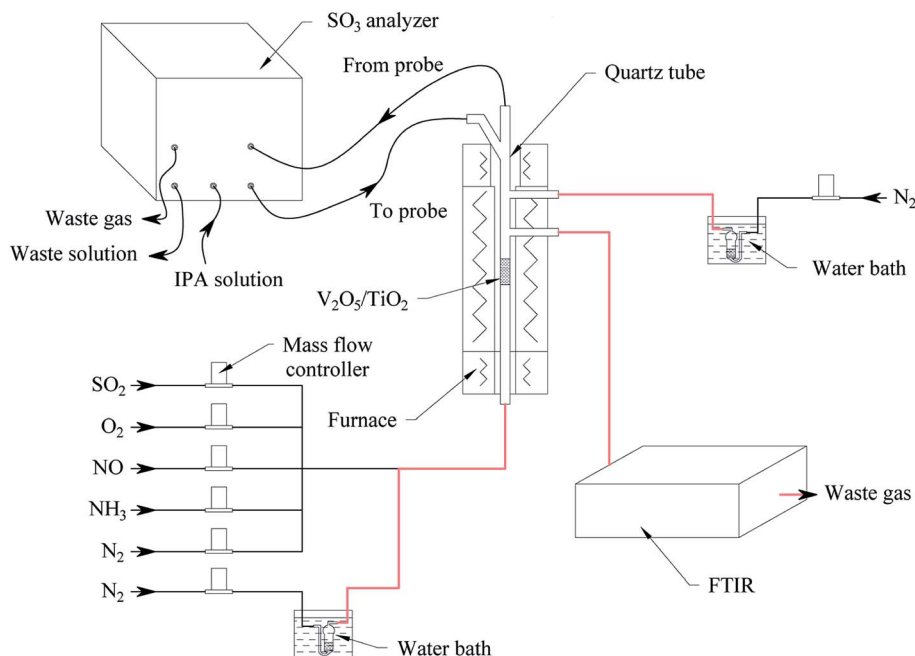 SO₃ analyzer
From probe
Quartz tube
To probe
Waste gas
Waste solution
IPA solution
N₂
Water bath
V₂O₅/TiO₂
Mass flow
controller
Furnace
SO₂
O₂
NO
NH₃
N₂
N₂
Water bath
Waste gas
FTIR